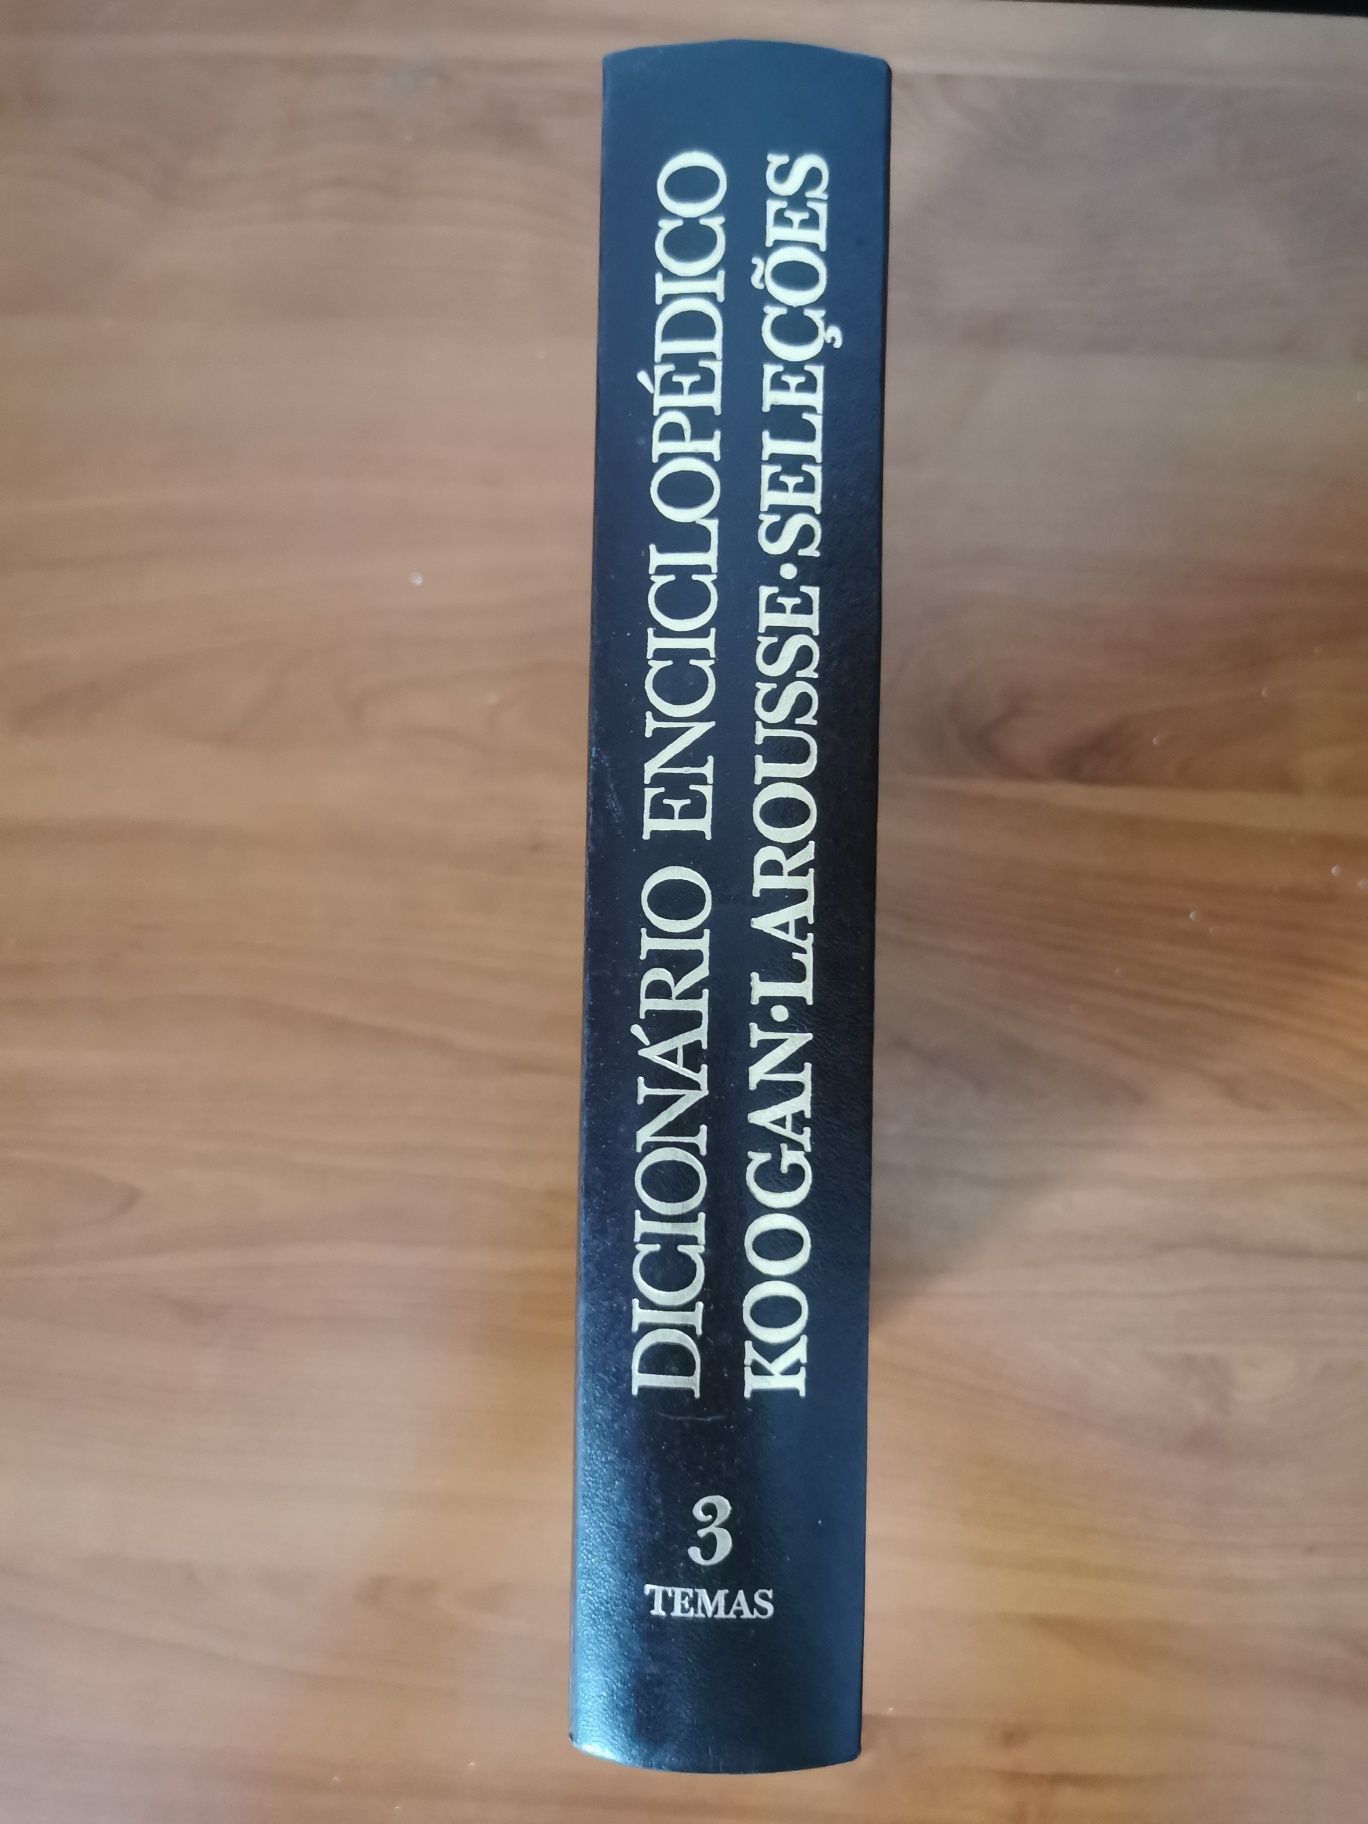 DICIONÁRIO ENCICLOPÉDICO
KOOGAN·LAROUSSE·SELEÇÕES
3
TEMAS